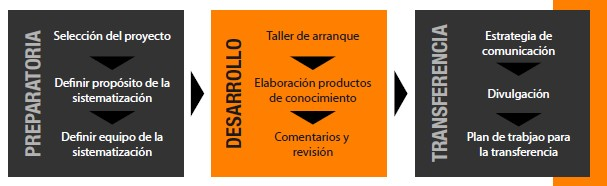 PREPARATORIA
Selección del proyecto
Definir propósito de la
sistematización
Definir equipo de la
sistematización
DESARROLLO
Taller de arranque
Elaboración productos
de conocimiento
Comentarios y
revisión
TRANSFERENCIA
Estrategia de
comunicación
Divulgación
Plan de trabjao para
la transferencia